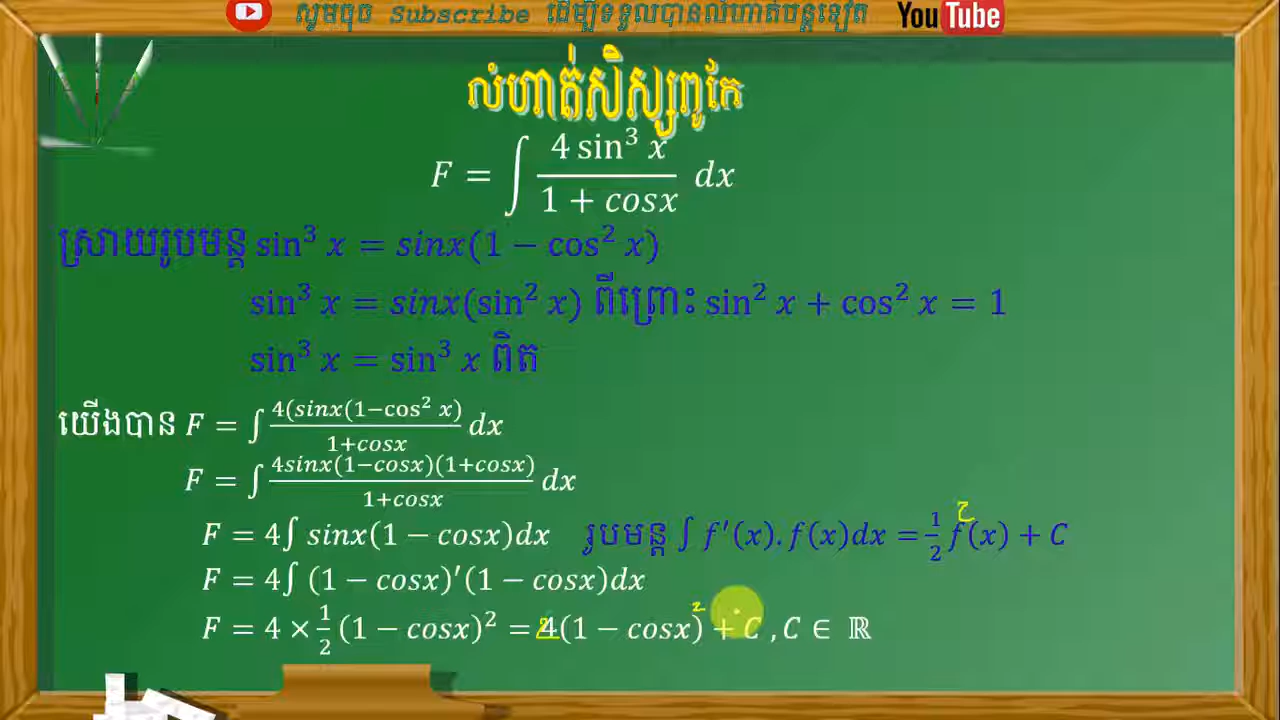 សូមចុច Subscribe ដើម្បីទទួលបានលំហាត់បន្តទៀត YouTube
លំហាត់សិស្សពូកែ
F = ∫ (4 sin³ x)/(1 + cosx) dx
ស្រាយរូបមន្ត sin³ x = sinx(1 − cos² x)
sin³ x = sinx(sin² x) ពីព្រោះ sin² x + cos² x = 1
sin³ x = sin³ x ពិត
យើងបាន F = ∫ (4(sinx(1−cos² x))/(1+cosx) dx
F = ∫ (4sinx(1−cosx)(1+cosx))/(1+cosx) dx
F = 4∫ sinx(1 − cosx)dx រូបមន្ត ∫ f′(x).f(x)dx = 1/2 f²(x) + C
F = 4∫ (1 − cosx)′(1 − cosx)dx
F = 4 × 1/2 (1 − cosx)² = 2(1 − cosx)² + C , C ∈ ℝ